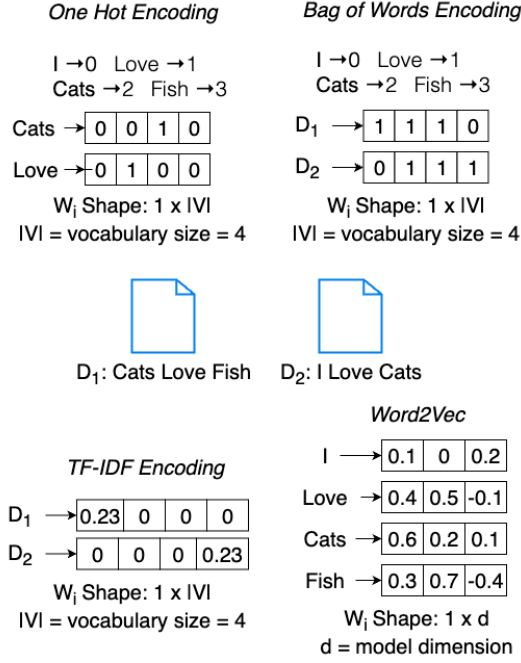 One Hot Encoding
I →0 Love →1
Cats →2 Fish →3
Cats → 0 0 1 0
Love → 0 1 0 0
Wi Shape: 1 x |V|
|V| = vocabulary size = 4
Bag of Words Encoding
I →0 Love →1
Cats →2 Fish →3
D1 → 1 1 1 0
D2 → 0 1 1 1
Wi Shape: 1 x |V|
|V| = vocabulary size = 4
D1: Cats Love Fish
D2: I Love Cats
TF-IDF Encoding
D1 → 0.23 0 0 0
D2 → 0 0 0 0.23
Wi Shape: 1 x |V|
|V| = vocabulary size = 4
Word2Vec
I → 0.1 0 0.2
Love → 0.4 0.5 -0.1
Cats → 0.6 0.2 0.1
Fish → 0.3 0.7 -0.4
Wi Shape: 1 x d
d = model dimension